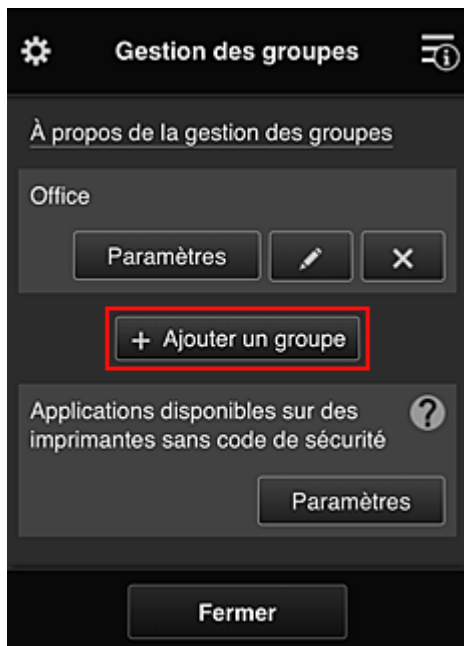 Gestion des groupes
À propos de la gestion des groupes
Office
Paramètres
+ Ajouter un groupe
Applications disponibles sur des
imprimantes sans code de sécurité
?
Paramètres
Fermer